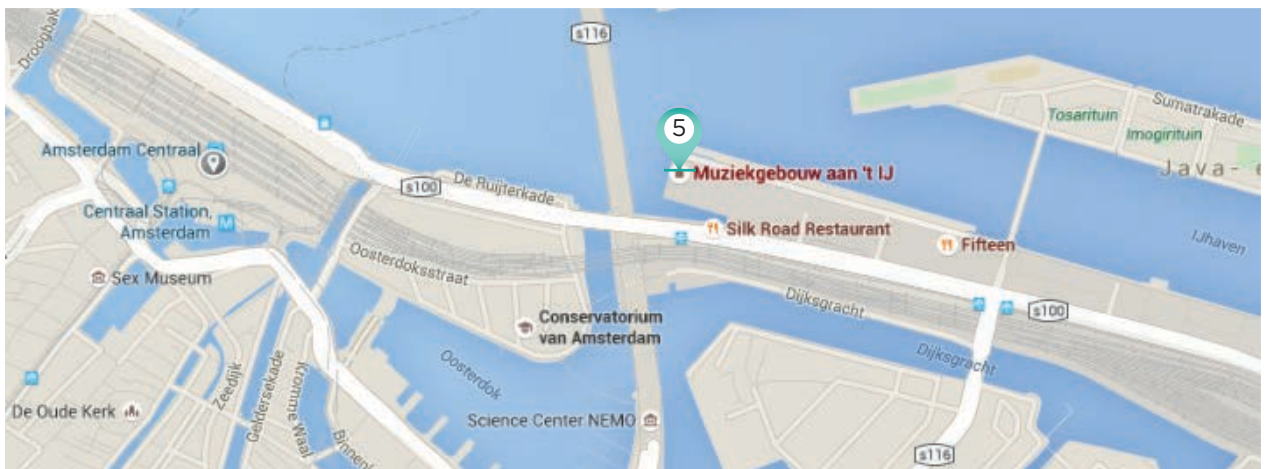 Droogbak
s116
5
Sumatrakade
Tosarituin
Imogirituin
Java-e
Amsterdam Centraal
Muziekgebouw aan 't IJ
s100
De Ruijterkade
Centraal Station,
Amsterdam
M
Silk Road Restaurant
Fifteen
IJhaven
Oosterdoksstraat
Sex Museum
Dijksgracht
s100
Conservatorium
van Amsterdam
Dijksgracht
Oosterdok
Zeedijk
Geldersekade
Kromme Waal
De Oude Kerk
Science Center NEMO
s116